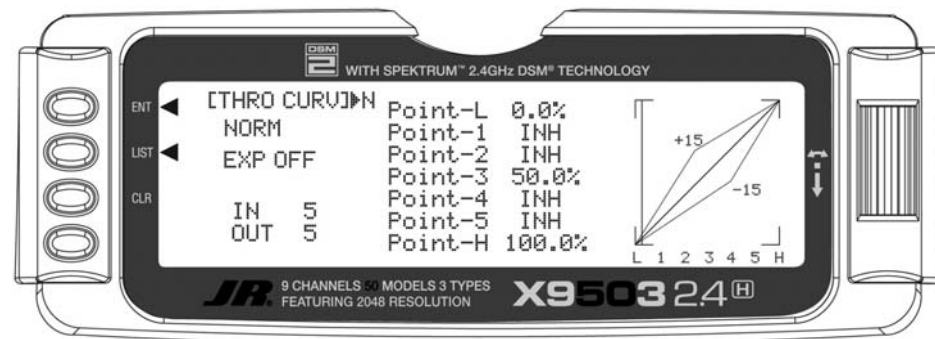 DSM
2
WITH SPEKTRUM™ 2.4GHz DSM® TECHNOLOGY
ENT
LIST
CLR
[THRO CURV]▶N
NORM
EXP OFF
IN 5
OUT 5
Point-L 0.0%
Point-1 INH
Point-2 INH
Point-3 50.0%
Point-4 INH
Point-5 INH
Point-H 100.0%
+15
-15
L 1 2 3 4 5 H
JR.
9 CHANNELS 50 MODELS 3 TYPES
FEATURING 2048 RESOLUTION
X9503 2.4 H